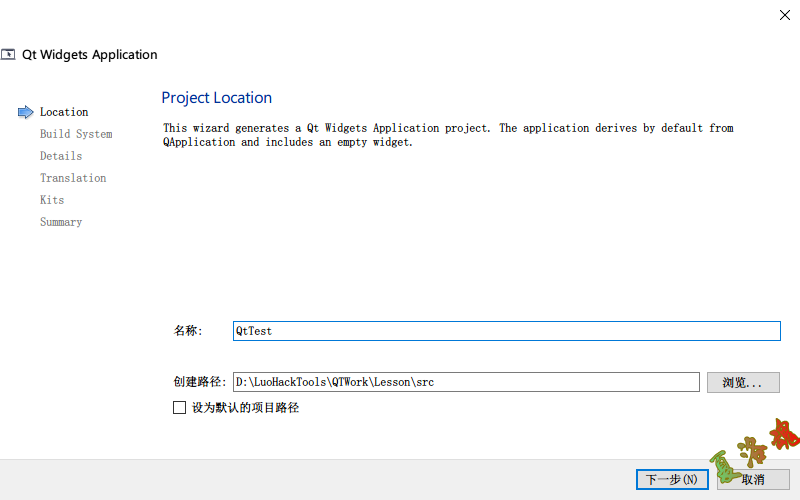 Qt Widgets Application
Project Location
This wizard generates a Qt Widgets Application project. The application derives by default from
QApplication and includes an empty widget.
Location
Build System
Details
Translation
Kits
Summary
名称:
QtTest
创建路径:
D:\LuoHackTools\QTWork\Lesson\src
浏览...
设为默认的项目路径
下一步(N)
取消